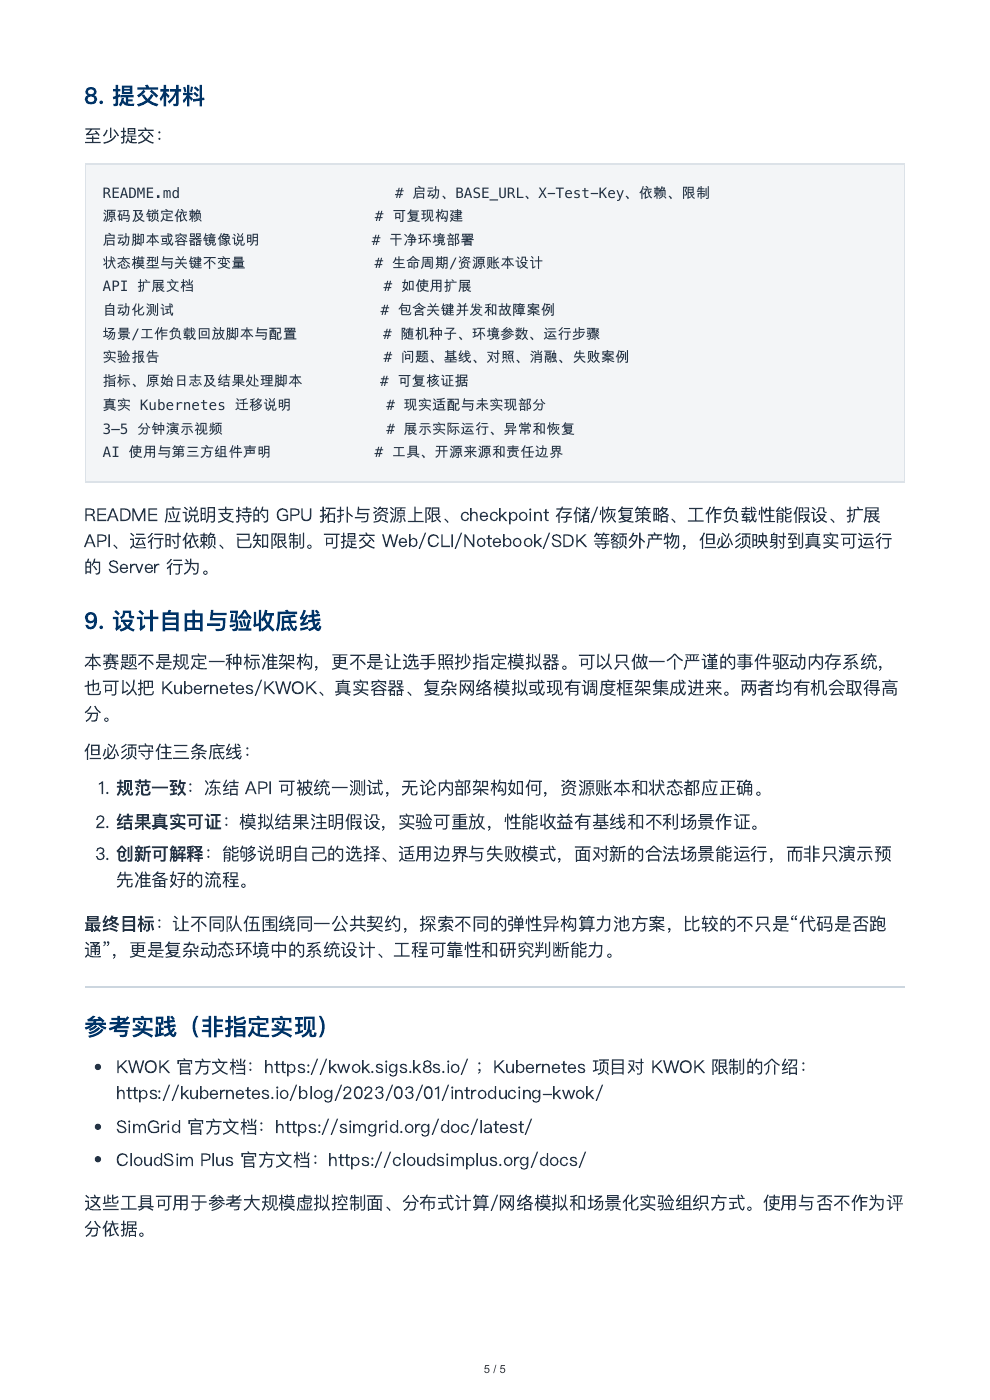 8. 提交材料
至少提交：
README.md # 启动、BASE_URL、X-Test-Key、依赖、限制
源码及锁定依赖 # 可复现构建
启动脚本或容器镜像说明 # 干净环境部署
状态模型与关键不变量 # 生命周期/资源账本设计
API 扩展文档 # 如使用扩展
自动化测试 # 包含关键并发和故障案例
场景/工作负载回放脚本与配置 # 随机种子、环境参数、运行步骤
实验报告 # 问题、基线、对照、消融、失败案例
指标、原始日志及结果处理脚本 # 可复核证据
真实 Kubernetes 迁移说明 # 现实适配与未实现部分
3–5 分钟演示视频 # 展示实际运行、异常和恢复
AI 使用与第三方组件声明 # 工具、开源来源和责任边界
README 应说明支持的 GPU 拓扑与资源上限、checkpoint 存储/恢复策略、工作负载性能假设、扩展
API、运行时依赖、已知限制。可提交 Web/CLI/Notebook/SDK 等额外产物，但必须映射到真实可运行
的 Server 行为。
9. 设计自由与验收底线
本赛题不是规定一种标准架构，更不是让选手照抄指定模拟器。可以只做一个严谨的事件驱动内存系统，
也可以把 Kubernetes/KWOK、真实容器、复杂网络模拟或现有调度框架集成进来。两者均有机会取得高
分。
但必须守住三条底线：
1. 规范一致：冻结 API 可被统一测试，无论内部架构如何，资源账本和状态都应正确。
2. 结果真实可证：模拟结果注明假设，实验可重放，性能收益有基线和不利场景作证。
3. 创新可解释：能够说明自己的选择、适用边界与失败模式，面对新的合法场景能运行，而非只演示预
先准备好的流程。
最终目标：让不同队伍围绕同一公共契约，探索不同的弹性异构算力池方案，比较的不只是“代码是否跑
通”，更是复杂动态环境中的系统设计、工程可靠性和研究判断能力。
参考实践（非指定实现）
• KWOK 官方文档：https://kwok.sigs.k8s.io/ ；Kubernetes 项目对 KWOK 限制的介绍：
https://kubernetes.io/blog/2023/03/01/introducing-kwok/
• SimGrid 官方文档：https://simgrid.org/doc/latest/
• CloudSim Plus 官方文档：https://cloudsimplus.org/docs/
这些工具可用于参考大规模虚拟控制面、分布式计算/网络模拟和场景化实验组织方式。使用与否不作为评
分依据。
5 / 5